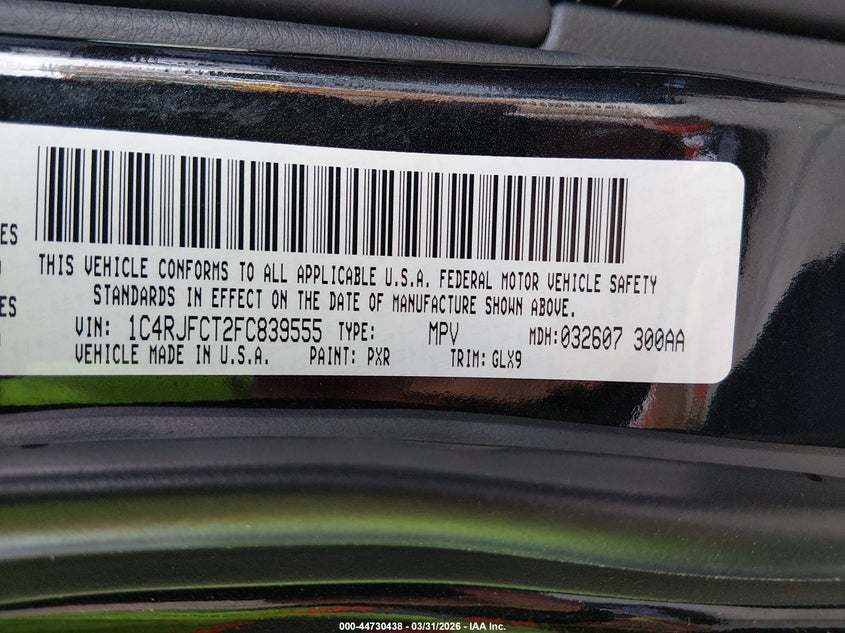 ES
THIS VEHICLE CONFORMS TO ALL APPLICABLE U.S.A. FEDERAL MOTOR VEHICLE SAFETY
ES
STANDARDS IN EFFECT ON THE DATE OF MANUFACTURE SHOWN ABOVE.
VIN: 1C4RJFCT2FC839555 TYPE: MPV MDH:032607 300AA
VEHICLE MADE IN U.S.A. PAINT: PXR TRIM: GLX9
000-44730438 - 03/31/2026 - IAA Inc.